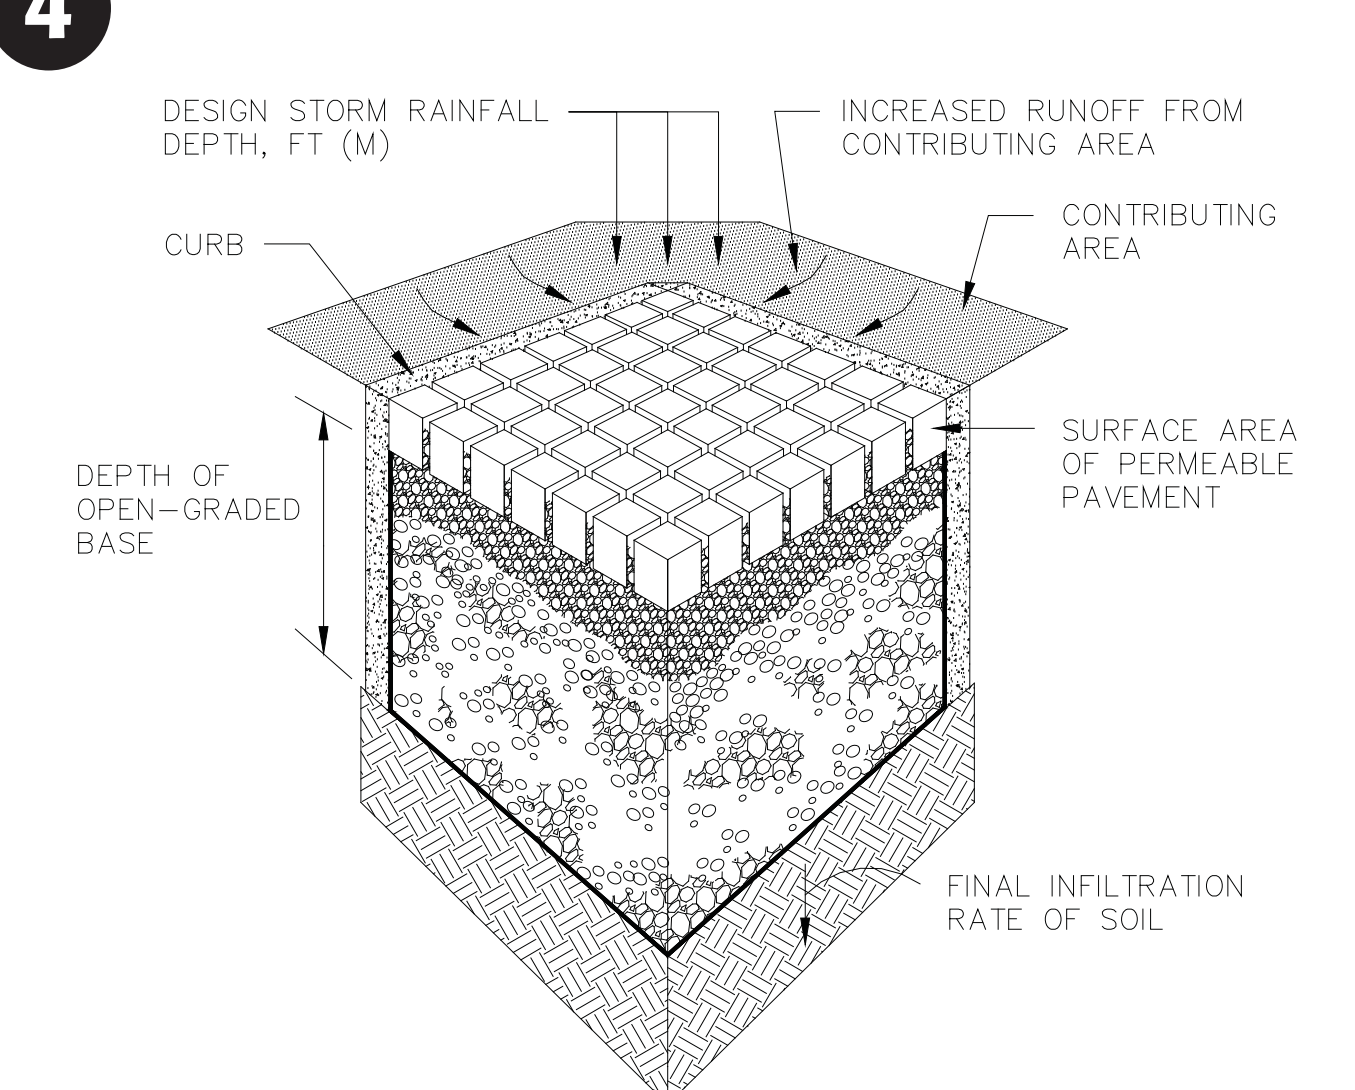 4
DESIGN STORM RAINFALL
DEPTH, FT (M)
INCREASED RUNOFF FROM
CONTRIBUTING AREA
CONTRIBUTING
AREA
CURB
SURFACE AREA
OF PERMEABLE
PAVEMENT
DEPTH OF
OPEN-GRADED
BASE
FINAL INFILTRATION
RATE OF SOIL